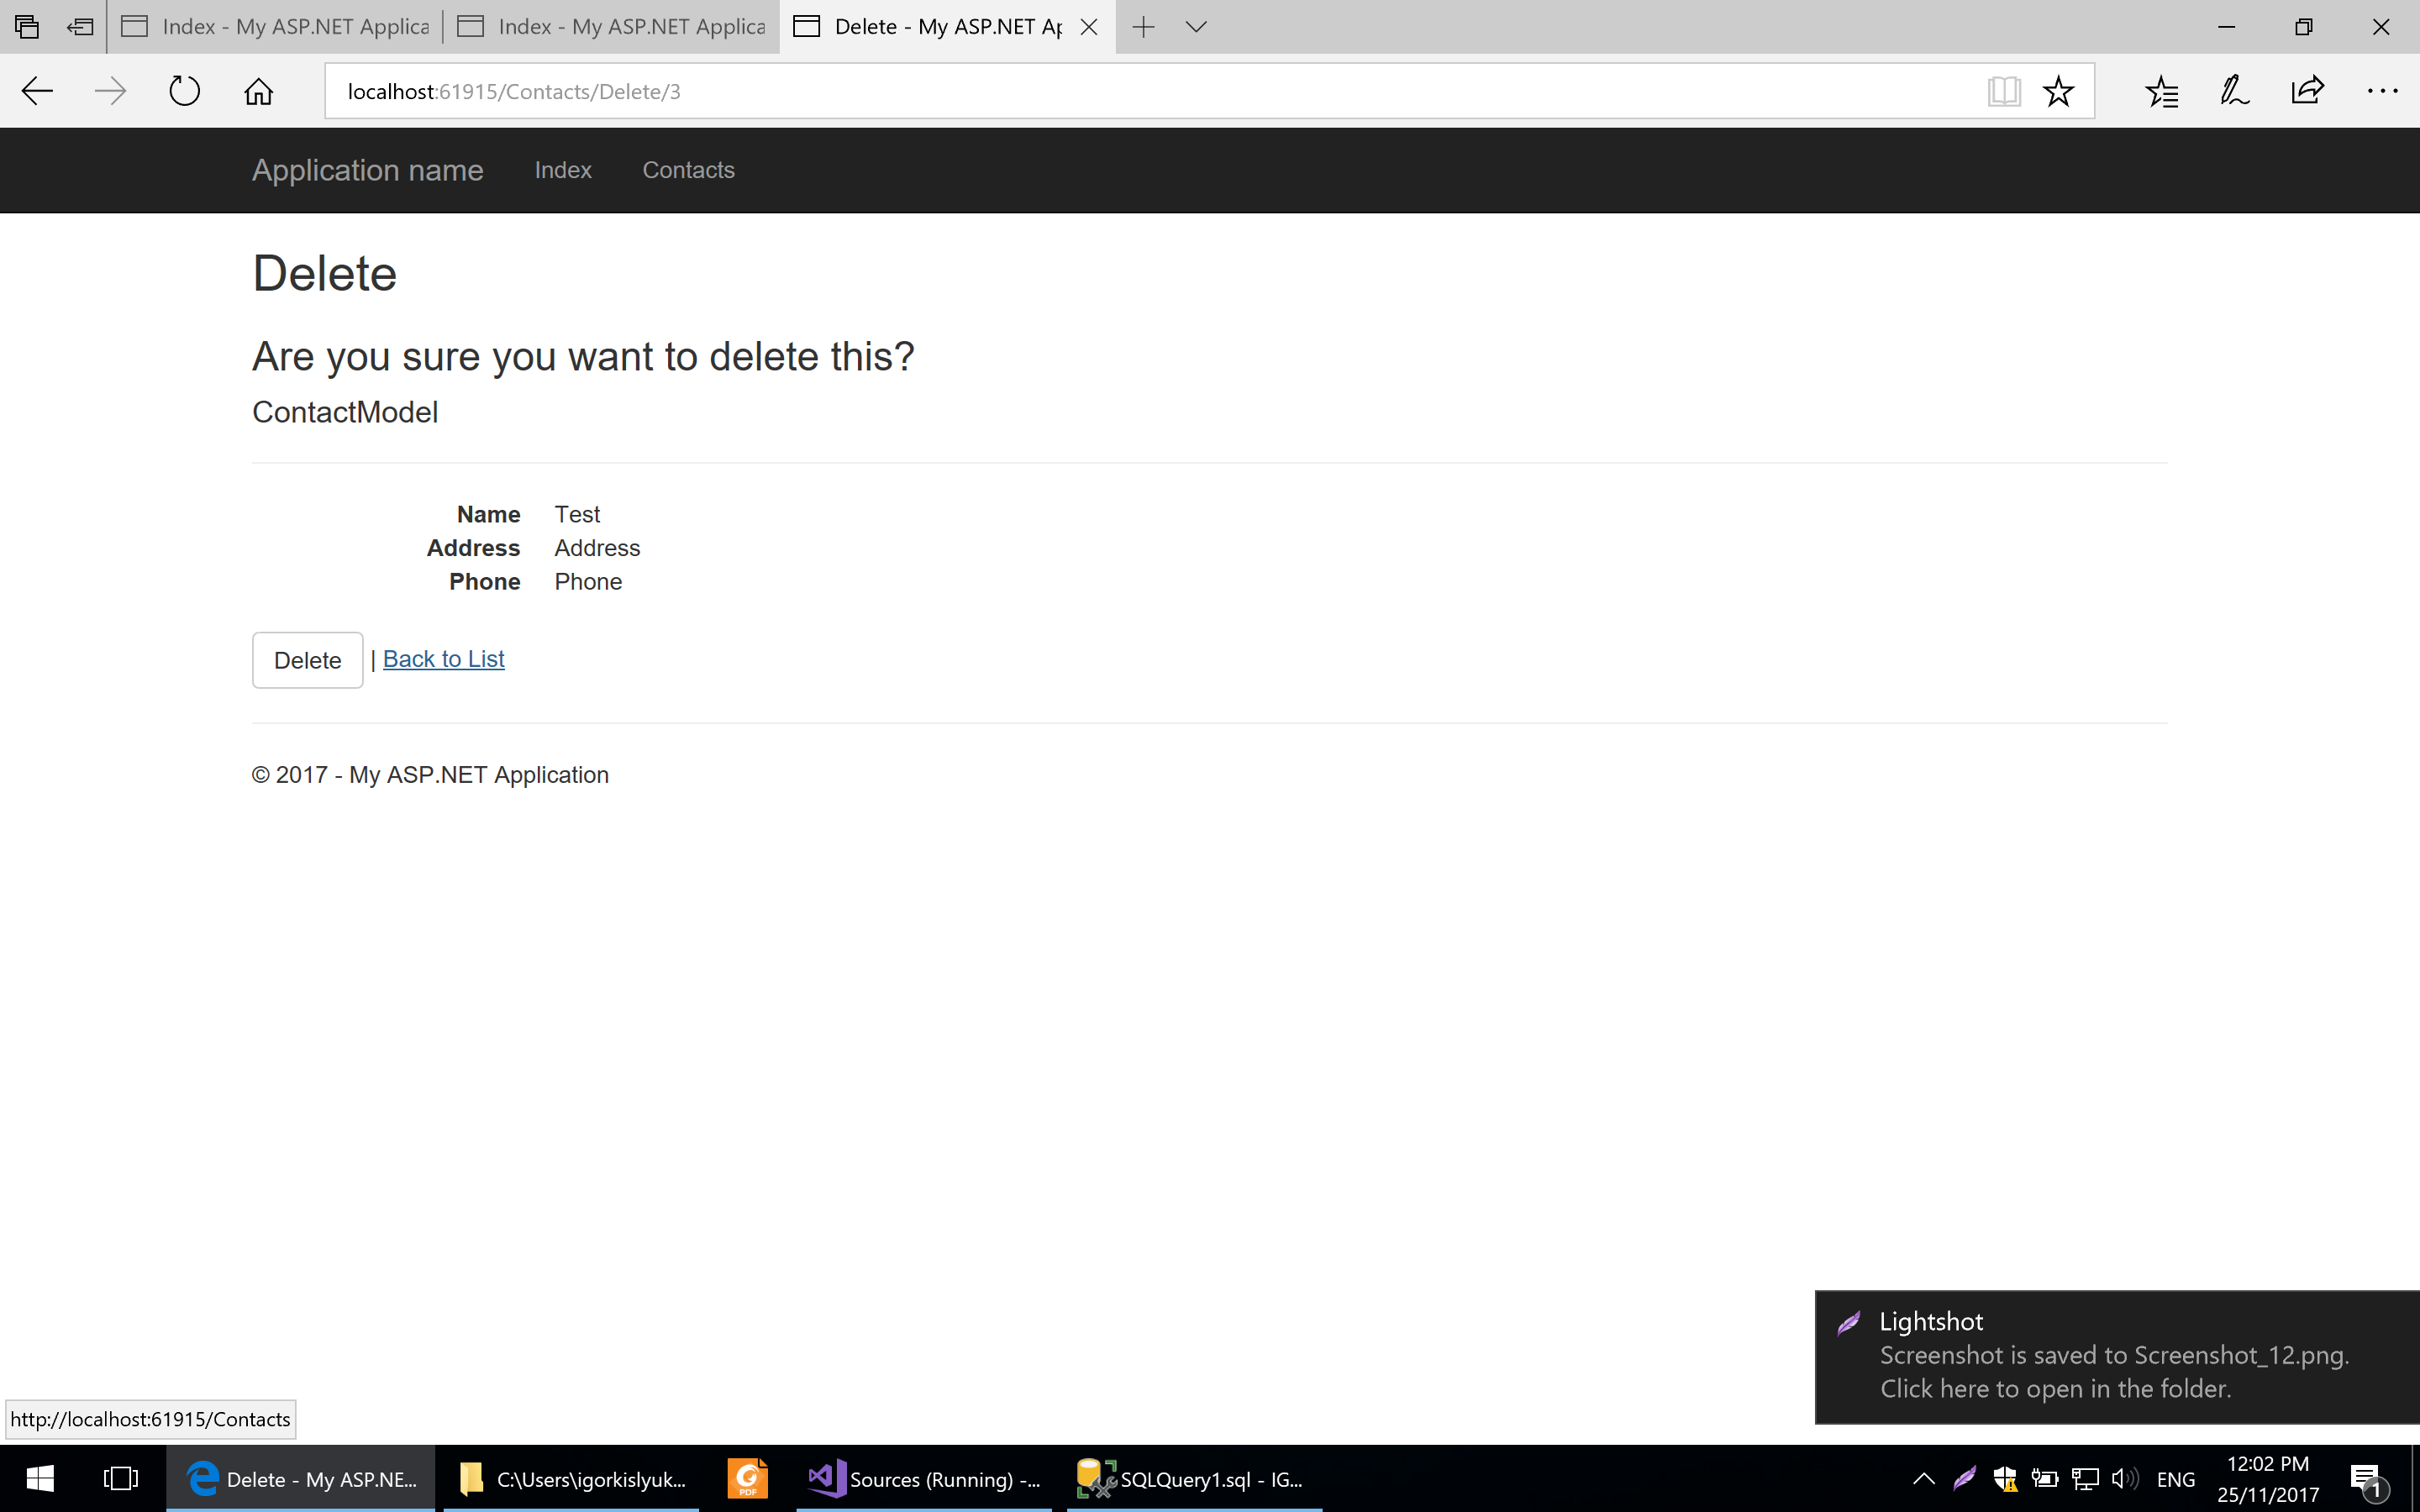 Index - My ASP.NET Applica
Index - My ASP.NET Applica
Delete - My ASP.NET Ap
localhost:61915/Contacts/Delete/3
Application name
Index
Contacts
Delete
Are you sure you want to delete this?
ContactModel
Name Test
Address Address
Phone Phone
Delete | Back to List
© 2017 - My ASP.NET Application
Lightshot
Screenshot is saved to Screenshot_12.png.
Click here to open in the folder.
http://localhost:61915/Contacts
Delete - My ASP.NE...
C:\Users\igorkislyuk...
PDF
Sources (Running) -...
SQLQuery1.sql - IG...
ENG
12:02 PM
25/11/2017
1